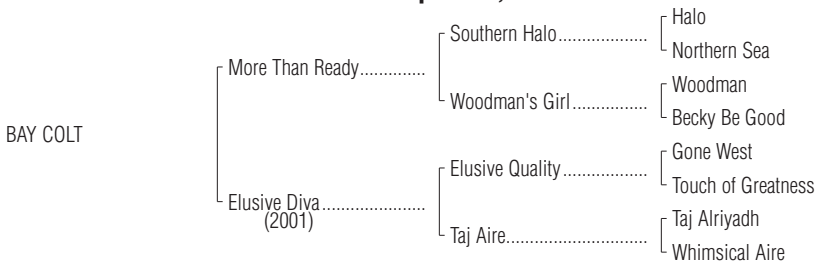 Halo
Southern Halo
Northern Sea
More Than Ready
Woodman
Woodman's Girl
Becky Be Good
BAY COLT
Gone West
Elusive Quality
Touch of Greatness
Elusive Diva
(2001)
Taj Alriyadh
Taj Aire
Whimsical Aire